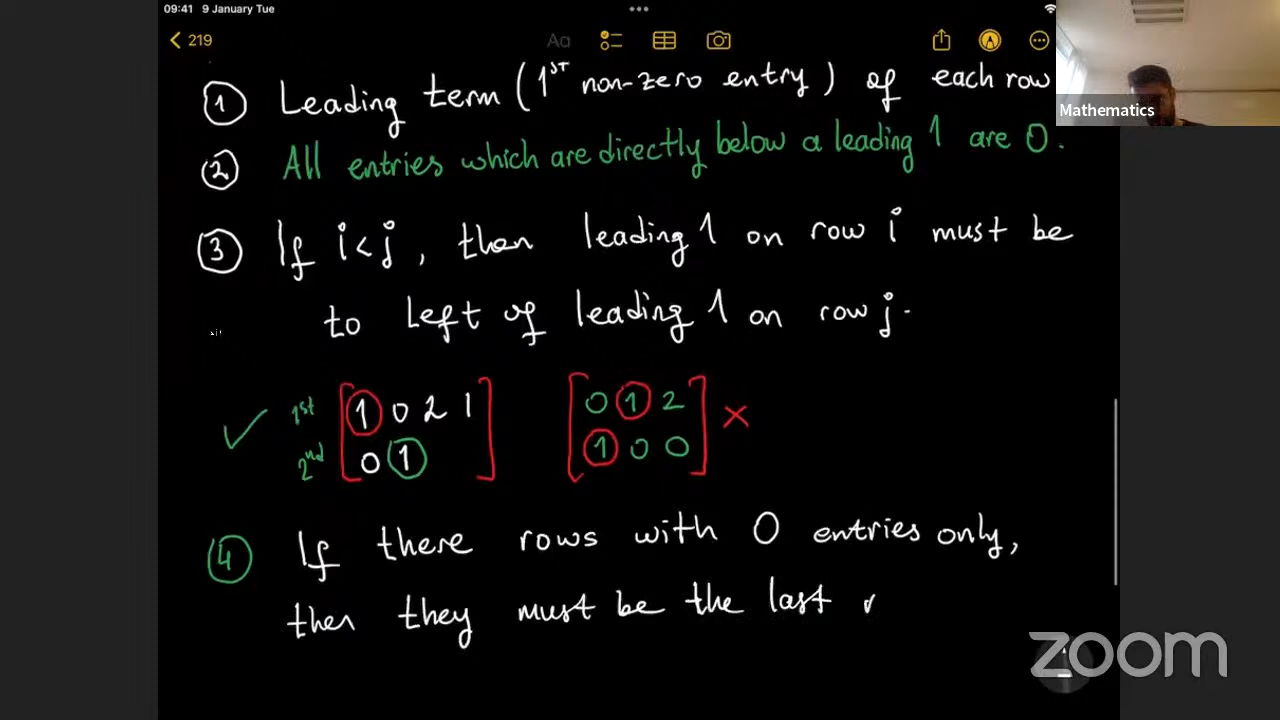 09:41 9 January Tue
219
Aa
① Leading term (1ST non-zero entry) of each row
Mathematics
② All entries which are directly below a leading 1 are 0.
③ If i < j, then leading 1 on row i must be
to left of leading 1 on row j.
✓ 1st [1 0 2 1] [0 1 2] ×
2nd [0 1 ] [1 0 0]
④ If there rows with 0 entries only,
then they must be the last
zoom